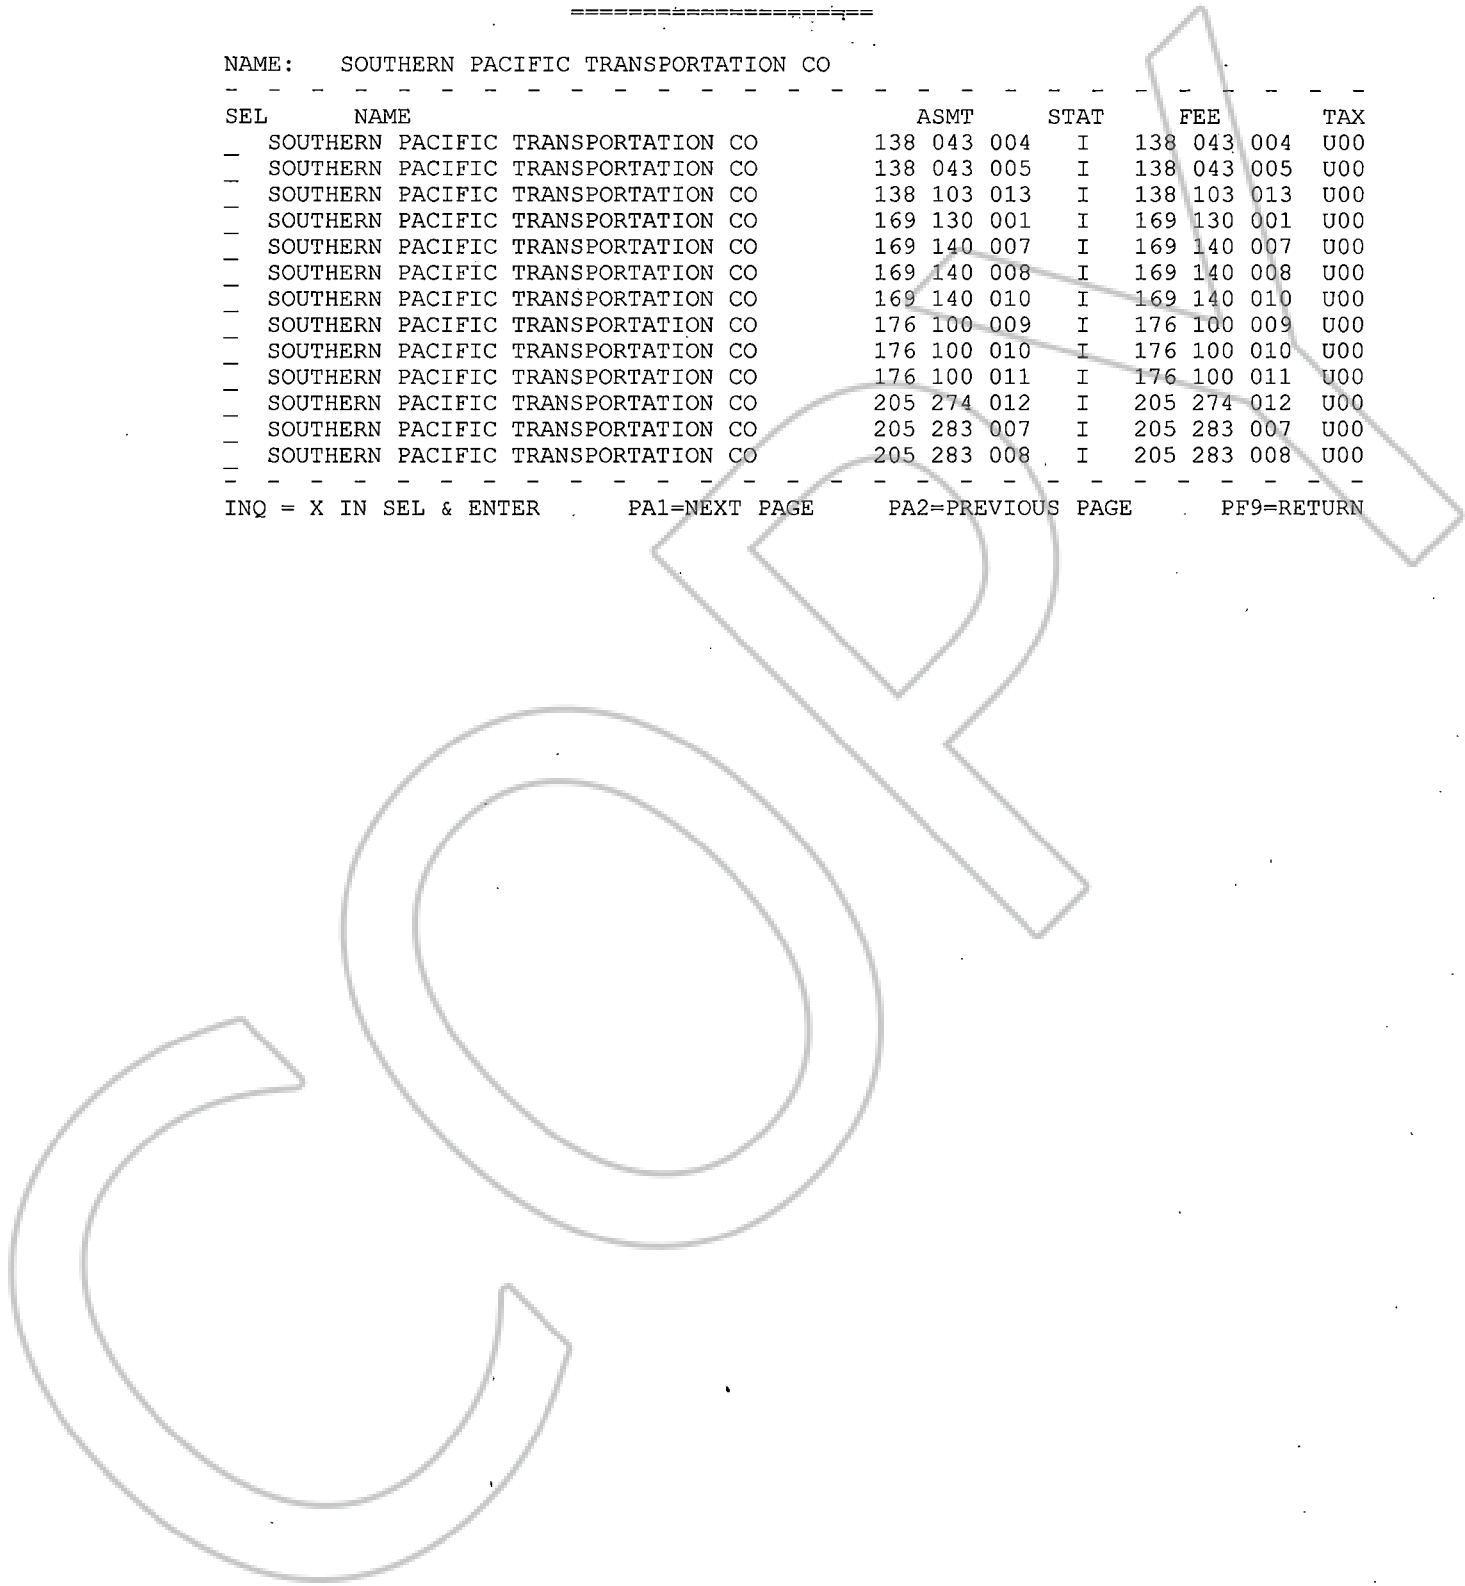 =====================
NAME: SOUTHERN PACIFIC TRANSPORTATION CO
- - - - - - - - - - - - - - - - - - - - - - - - - - -
SEL NAME ASMT STAT FEE TAX
_ SOUTHERN PACIFIC TRANSPORTATION CO 138 043 004 I 138 043 004 U00
_ SOUTHERN PACIFIC TRANSPORTATION CO 138 043 005 I 138 043 005 U00
_ SOUTHERN PACIFIC TRANSPORTATION CO 138 103 013 I 138 103 013 U00
_ SOUTHERN PACIFIC TRANSPORTATION CO 169 130 001 I 169 130 001 U00
_ SOUTHERN PACIFIC TRANSPORTATION CO 169 140 007 I 169 140 007 U00
_ SOUTHERN PACIFIC TRANSPORTATION CO 169 140 008 I 169 140 008 U00
_ SOUTHERN PACIFIC TRANSPORTATION CO 169 140 010 I 169 140 010 U00
_ SOUTHERN PACIFIC TRANSPORTATION CO 176 100 009 I 176 100 009 U00
_ SOUTHERN PACIFIC TRANSPORTATION CO 176 100 010 I 176 100 010 U00
_ SOUTHERN PACIFIC TRANSPORTATION CO 176 100 011 I 176 100 011 U00
_ SOUTHERN PACIFIC TRANSPORTATION CO 205 274 012 I 205 274 012 U00
_ SOUTHERN PACIFIC TRANSPORTATION CO 205 283 007 I 205 283 007 U00
_ SOUTHERN PACIFIC TRANSPORTATION CO 205 283 008 I 205 283 008 U00
- - - - - - - - - - - - - - - - - - - - - - - - - - -
INQ = X IN SEL & ENTER PA1=NEXT PAGE PA2=PREVIOUS PAGE PF9=RETURN
COPY